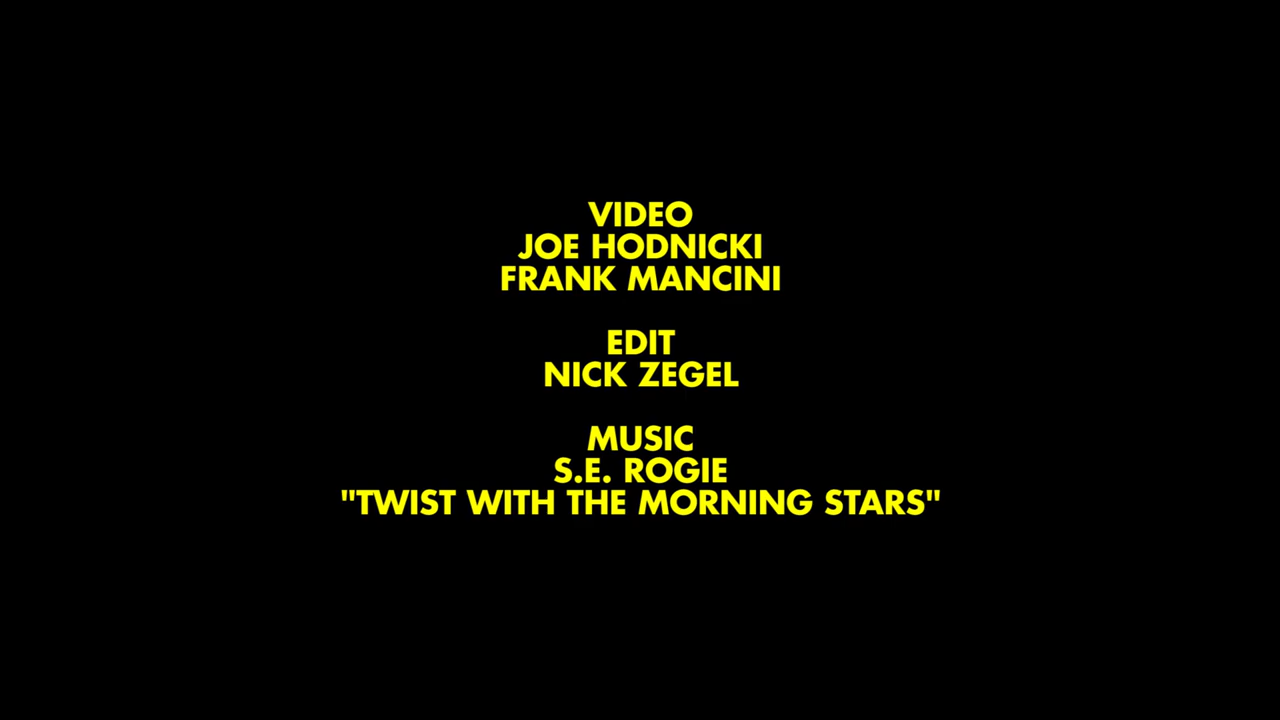 VIDEO
JOE HODNICKI
FRANK MANCINI
EDIT
NICK ZEGEL
MUSIC
S.E. ROGIE
"TWIST WITH THE MORNING STARS"